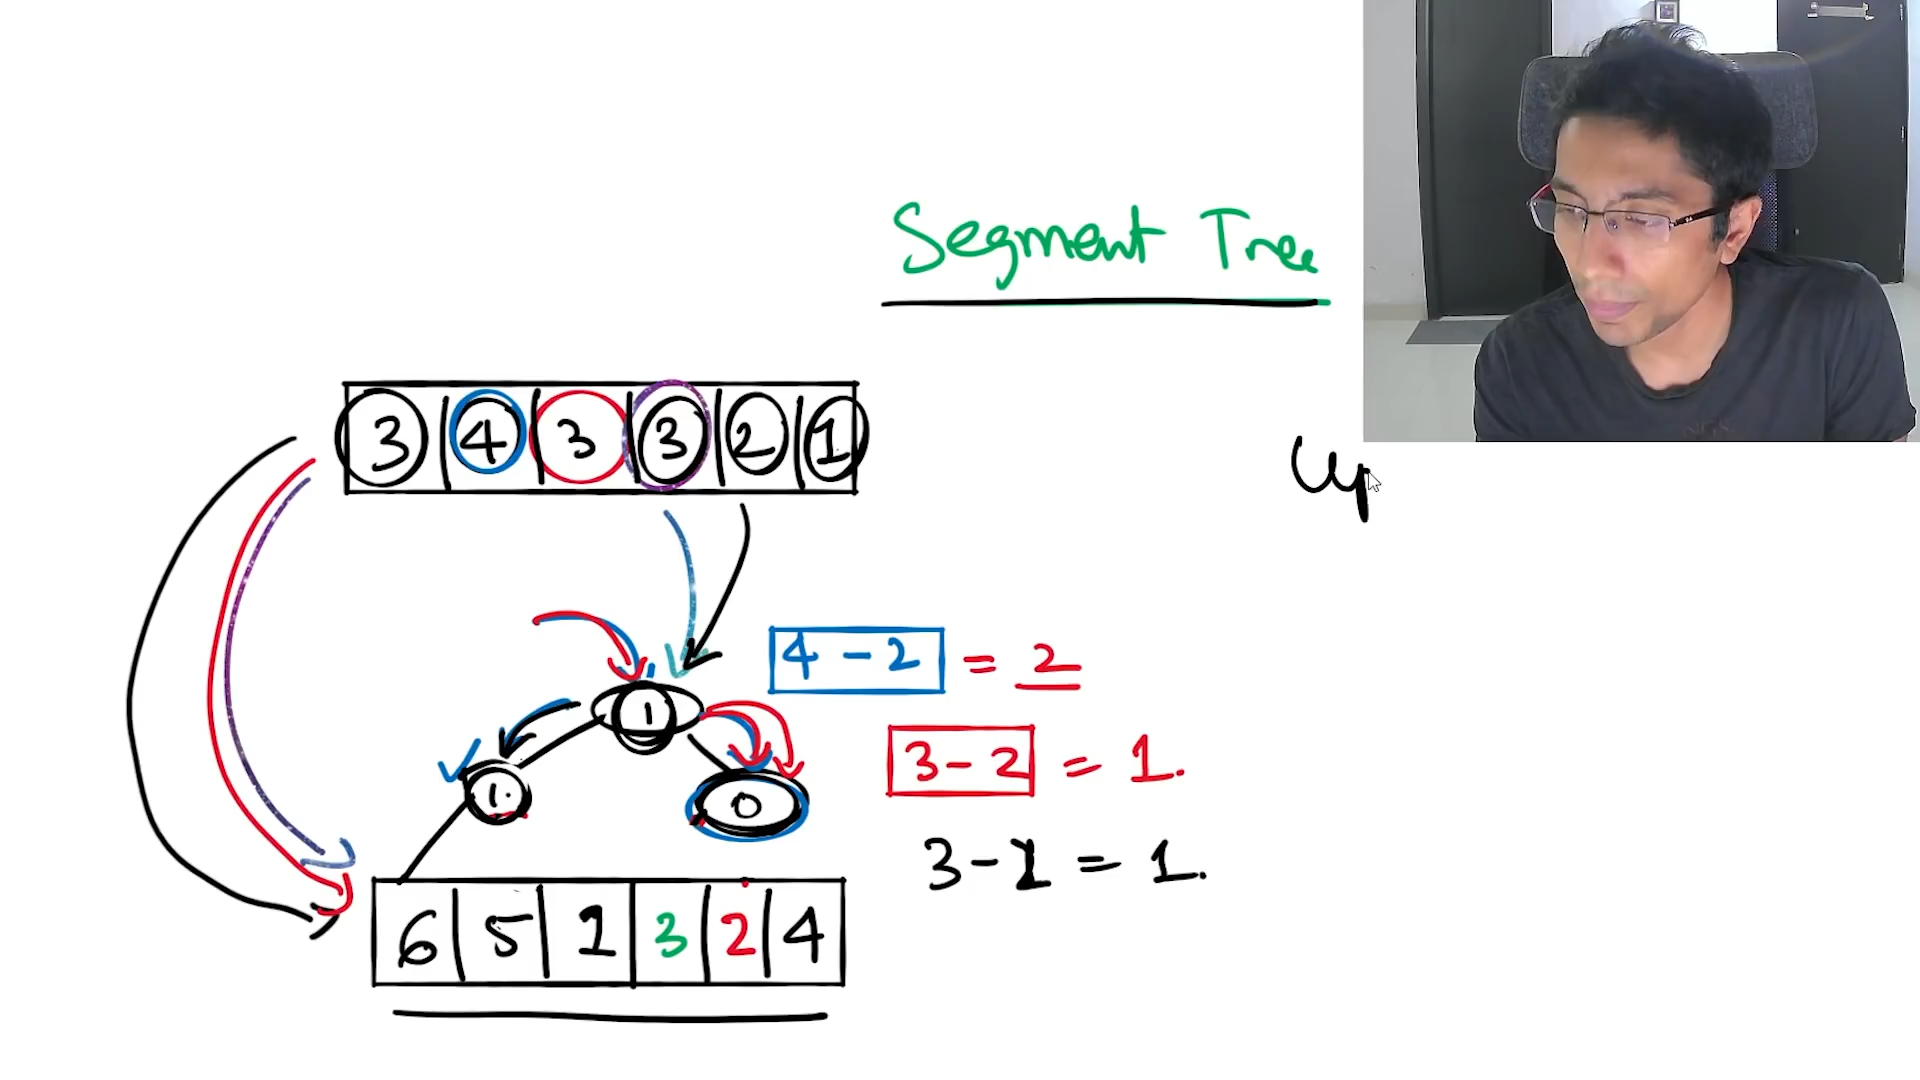 Segment Tree
3 4 3 3 2 1
Up
4 - 2 = 2
1
3 - 2 = 1.
1. 0
3 - 2 = 1.
6 5 1 3 2 4